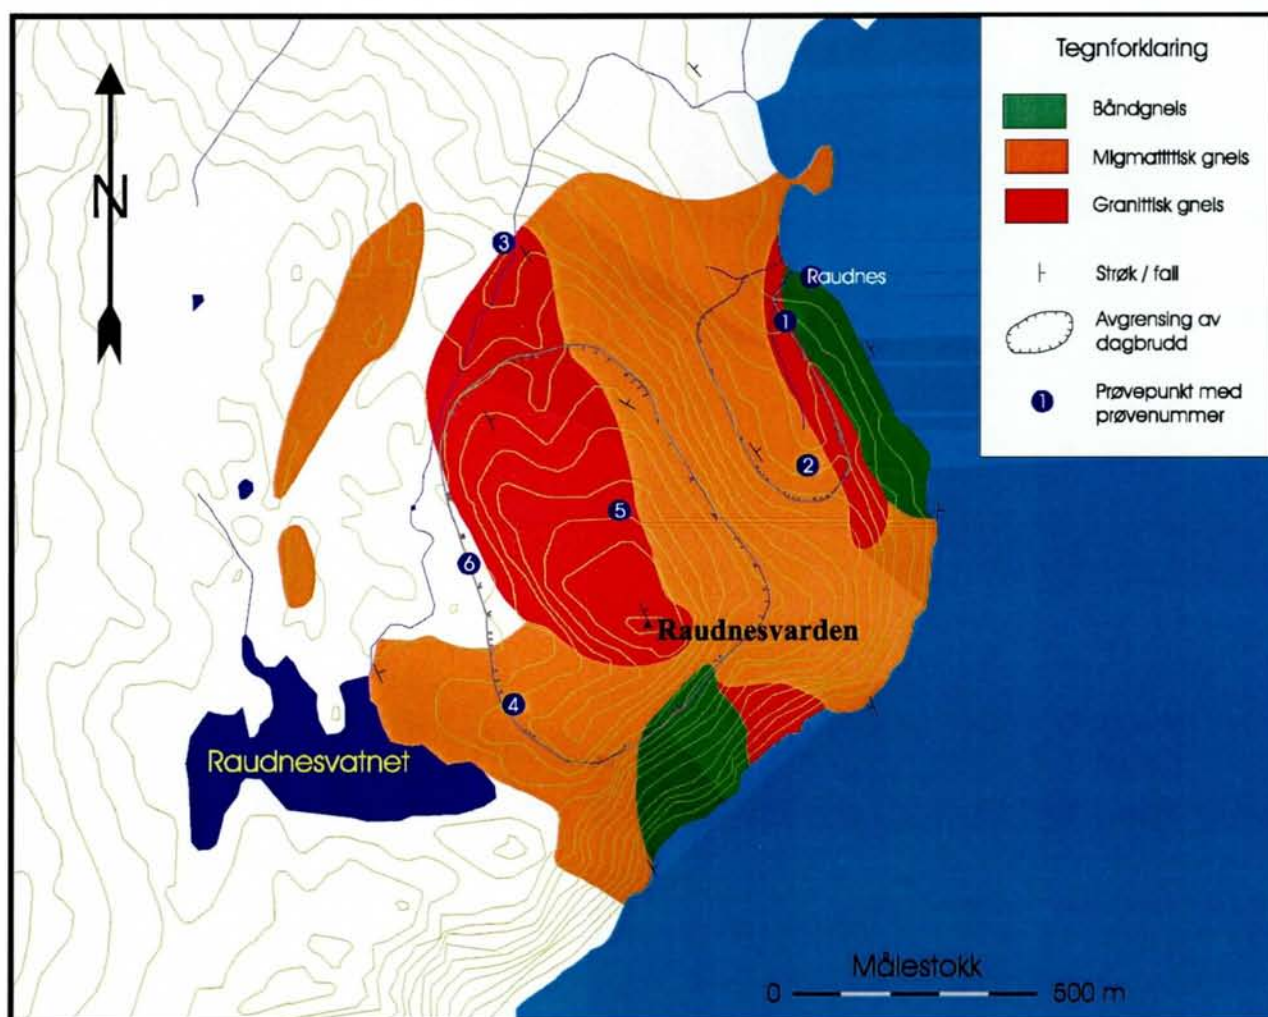 Tegnforklaring
Båndgneis
Migmatittisk gneis
Granittisk gneis
Strøk / fall
Avgrensing av
dagbrudd
1
Prøvepunkt med
prøvenummer
N
3
Raudnes
1
2
5
6
Raudnesvarden
4
Raudnesvatnet
Målestokk
0
500 m